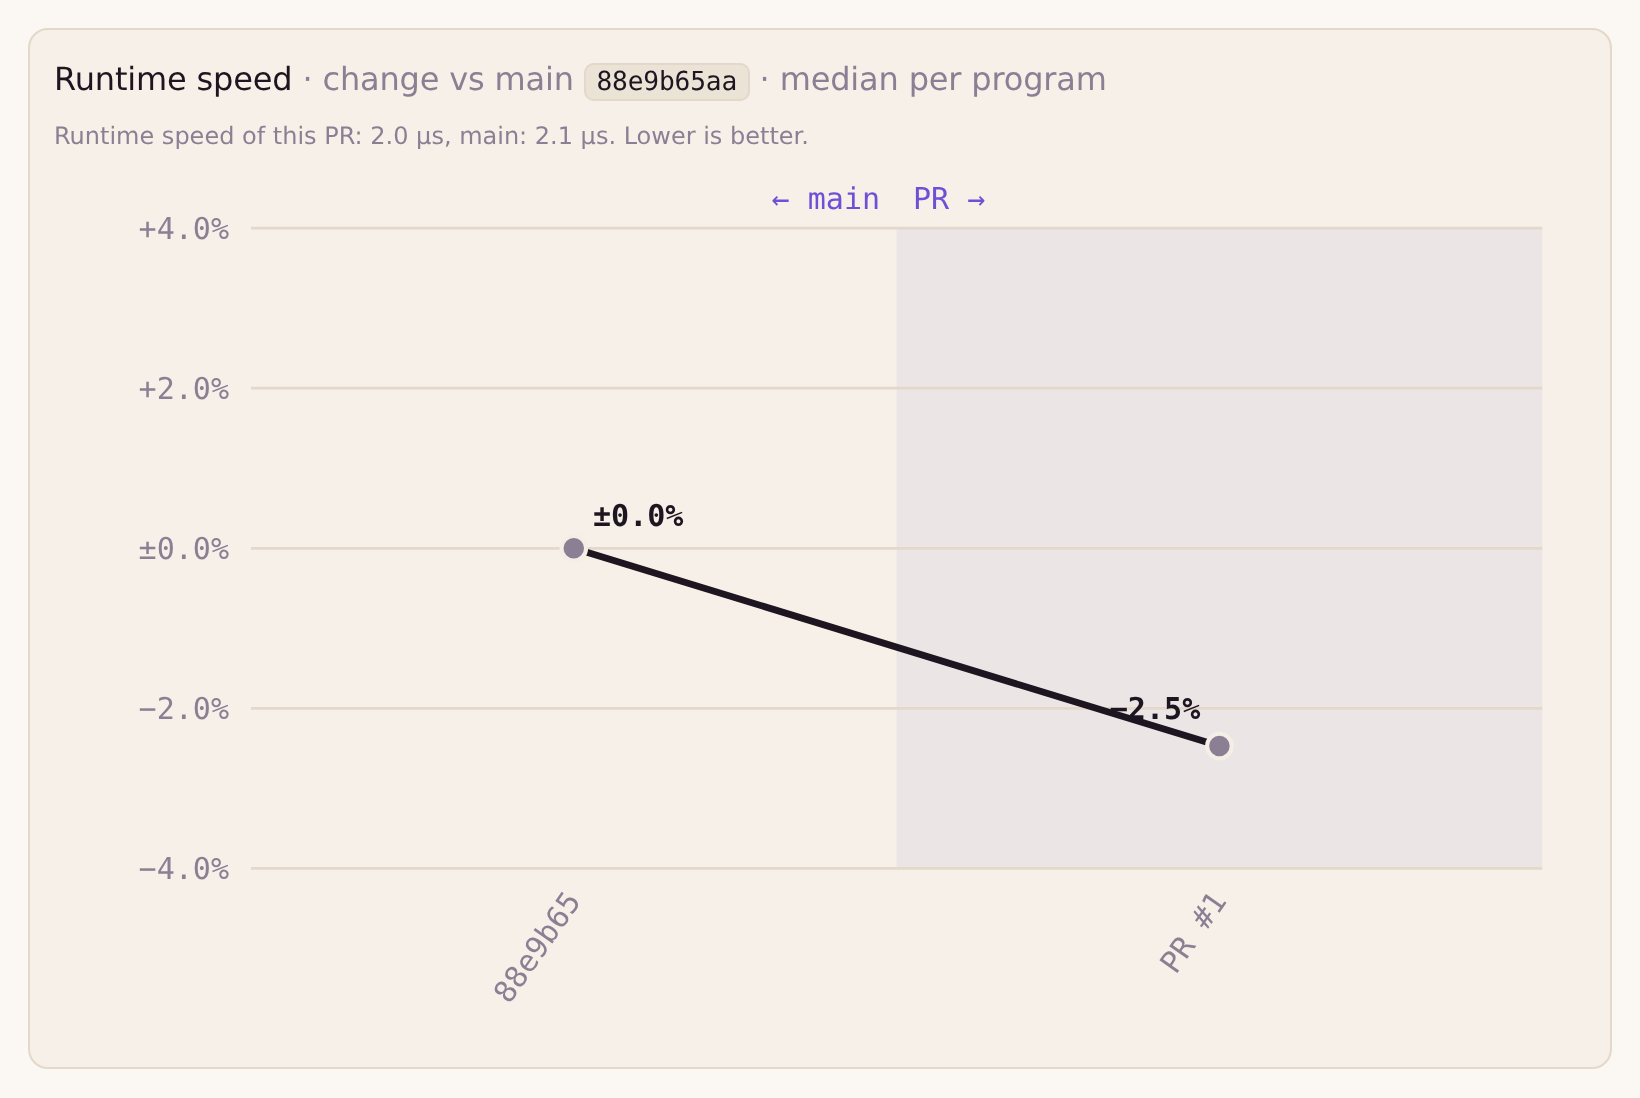 Runtime speed · change vs main 88e9b65aa · median per program
Runtime speed of this PR: 2.0 µs, main: 2.1 µs. Lower is better.
← main PR →
+4.0%
+2.0%
±0.0%
±0.0%
−2.0%
−2.5%
−4.0%
88e9b65
PR #1